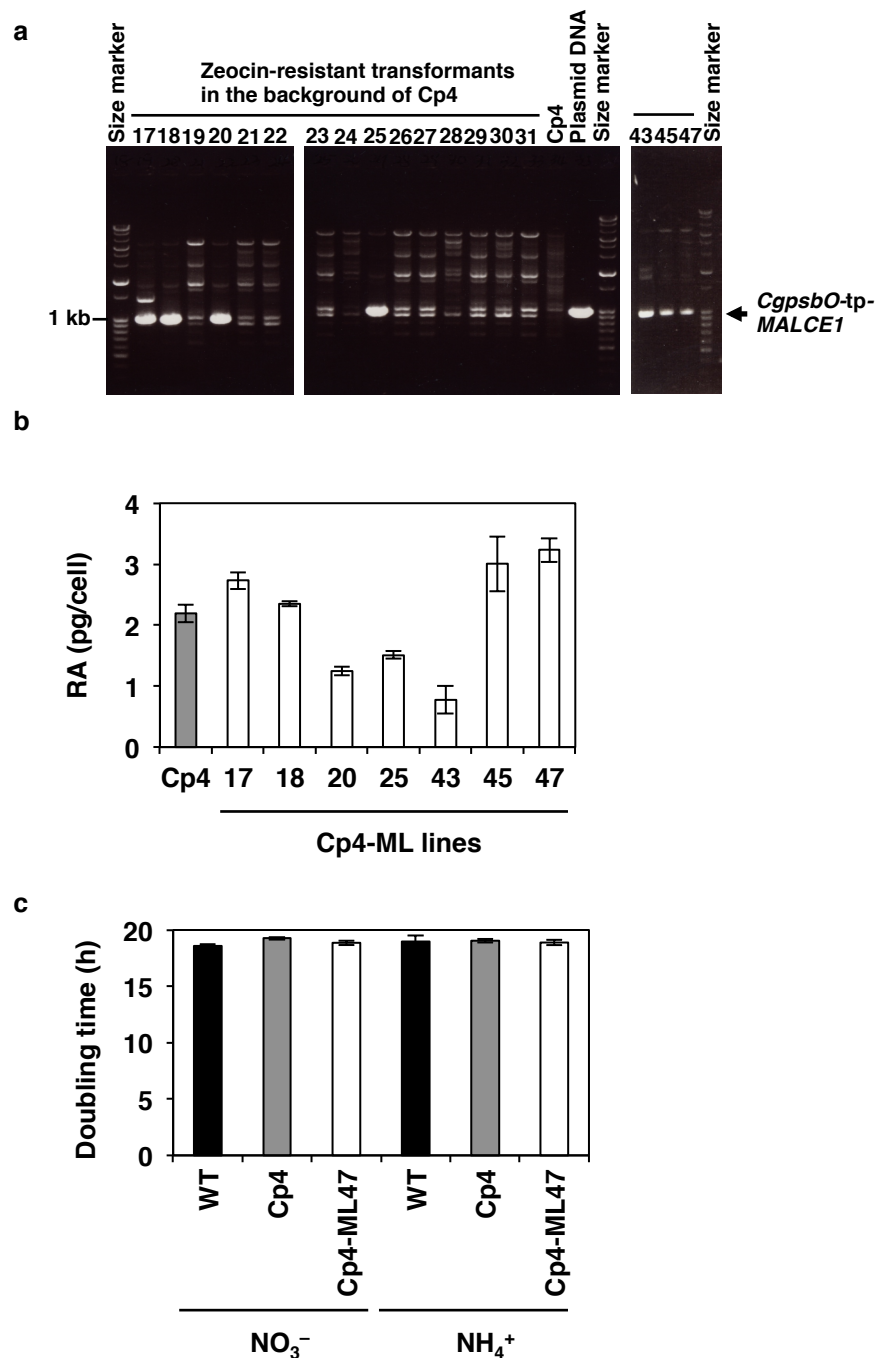 a
Size marker
Zeocin-resistant transformants
in the background of Cp4
Cp4
Plasmid DNA
Size marker
Size marker
17 18 19 20 21 22
23 24 25 26 27 28 29 30 31
43 45 47
1 kb
CgpsbO-tp-
MALCE1
b
RA (pg/cell)
4
3
2
1
0
Cp4 17 18 20 25 43 45 47
Cp4-ML lines
c
Doubling time (h)
20
15
10
5
0
WT
Cp4
Cp4-ML47
WT
Cp4
Cp4-ML47
NO₃⁻
NH₄⁺